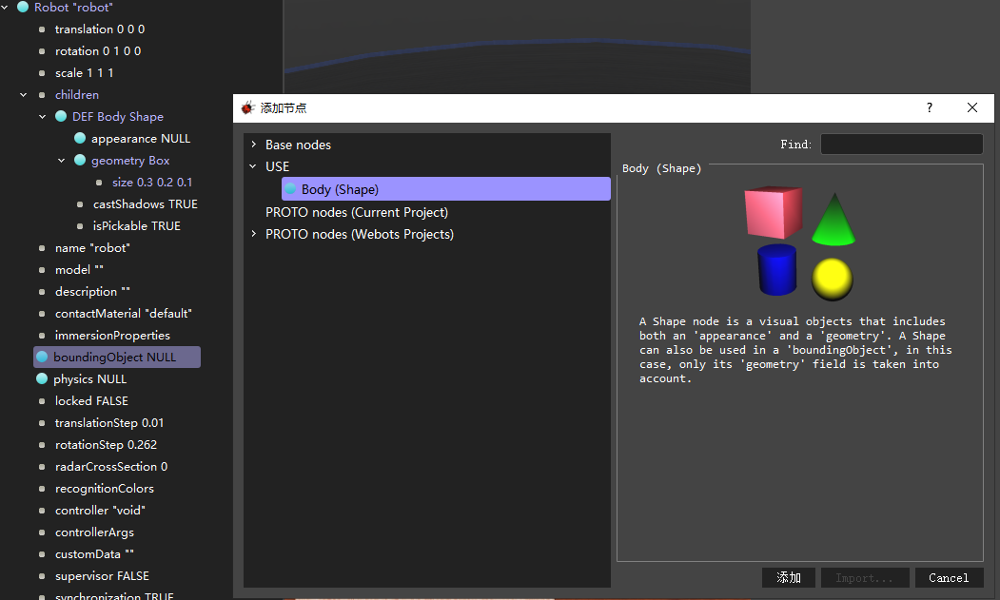 Robot "robot"
translation 0 0 0
rotation 0 1 0 0
scale 1 1 1
children
DEF Body Shape
appearance NULL
geometry Box
size 0.3 0.2 0.1
castShadows TRUE
isPickable TRUE
name "robot"
model ""
description ""
contactMaterial "default"
immersionProperties
boundingObject NULL
physics NULL
locked FALSE
translationStep 0.01
rotationStep 0.262
radarCrossSection 0
recognitionColors
controller "void"
controllerArgs
customData ""
supervisor FALSE
synchronization TRUE
添加节点
?
Base nodes
USE
Body (Shape)
PROTO nodes (Current Project)
PROTO nodes (Webots Projects)
Find:
Body (Shape)
A Shape node is a visual objects that includes
both an 'appearance' and a 'geometry'. A Shape
can also be used in a 'boundingObject', in this
case, only its 'geometry' field is taken into
account.
添加
Import...
Cancel